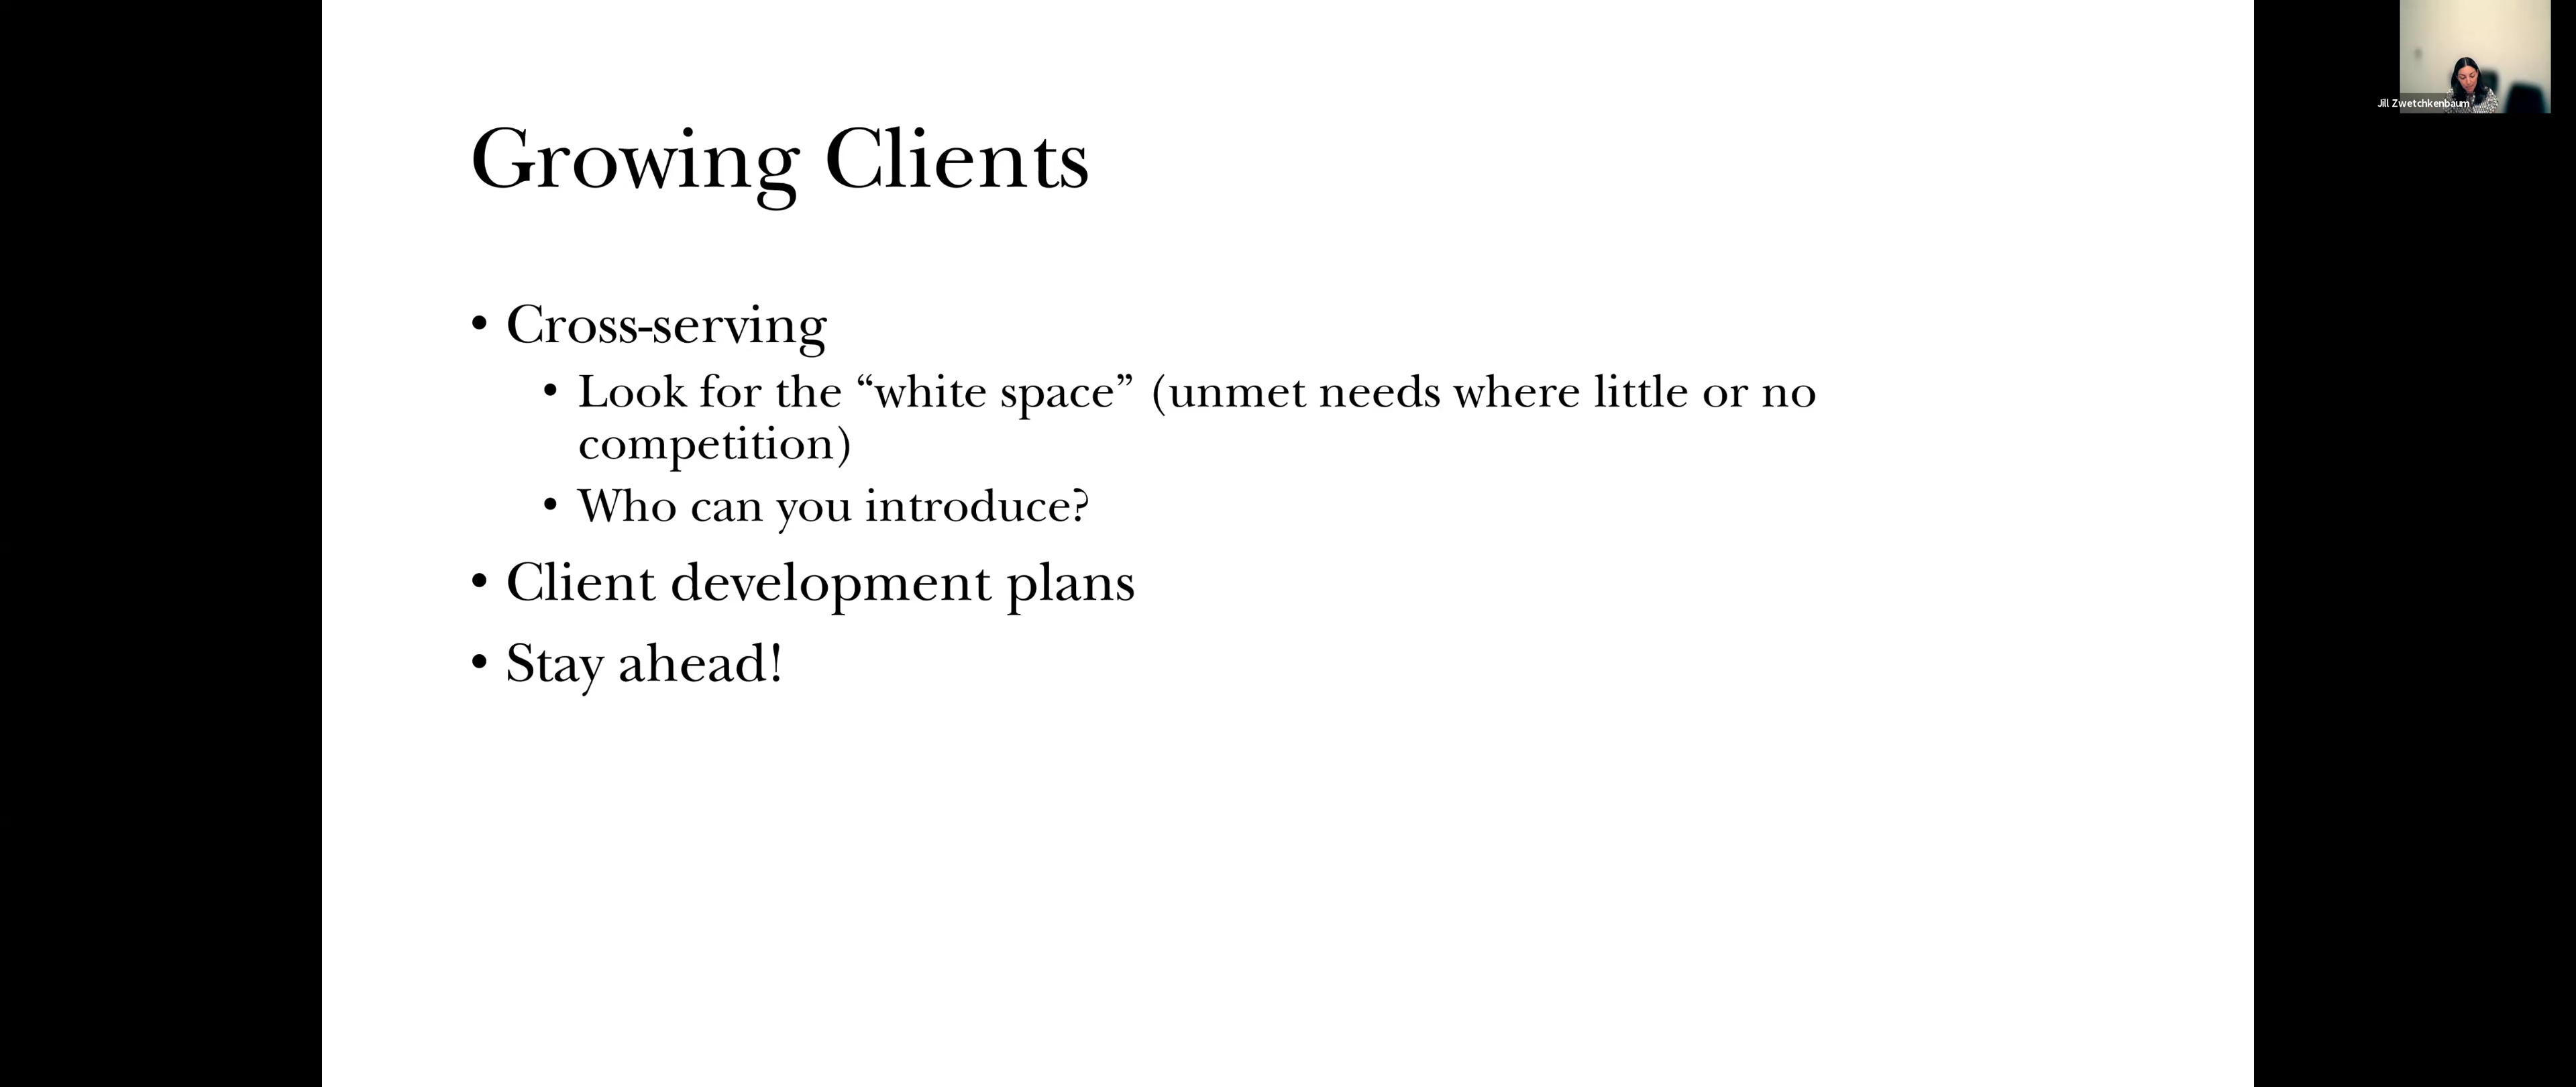 Growing Clients
• Cross-serving
• Look for the “white space” (unmet needs where little or no
competition)
• Who can you introduce?
• Client development plans
• Stay ahead!
Jill Zwetchkenbaum